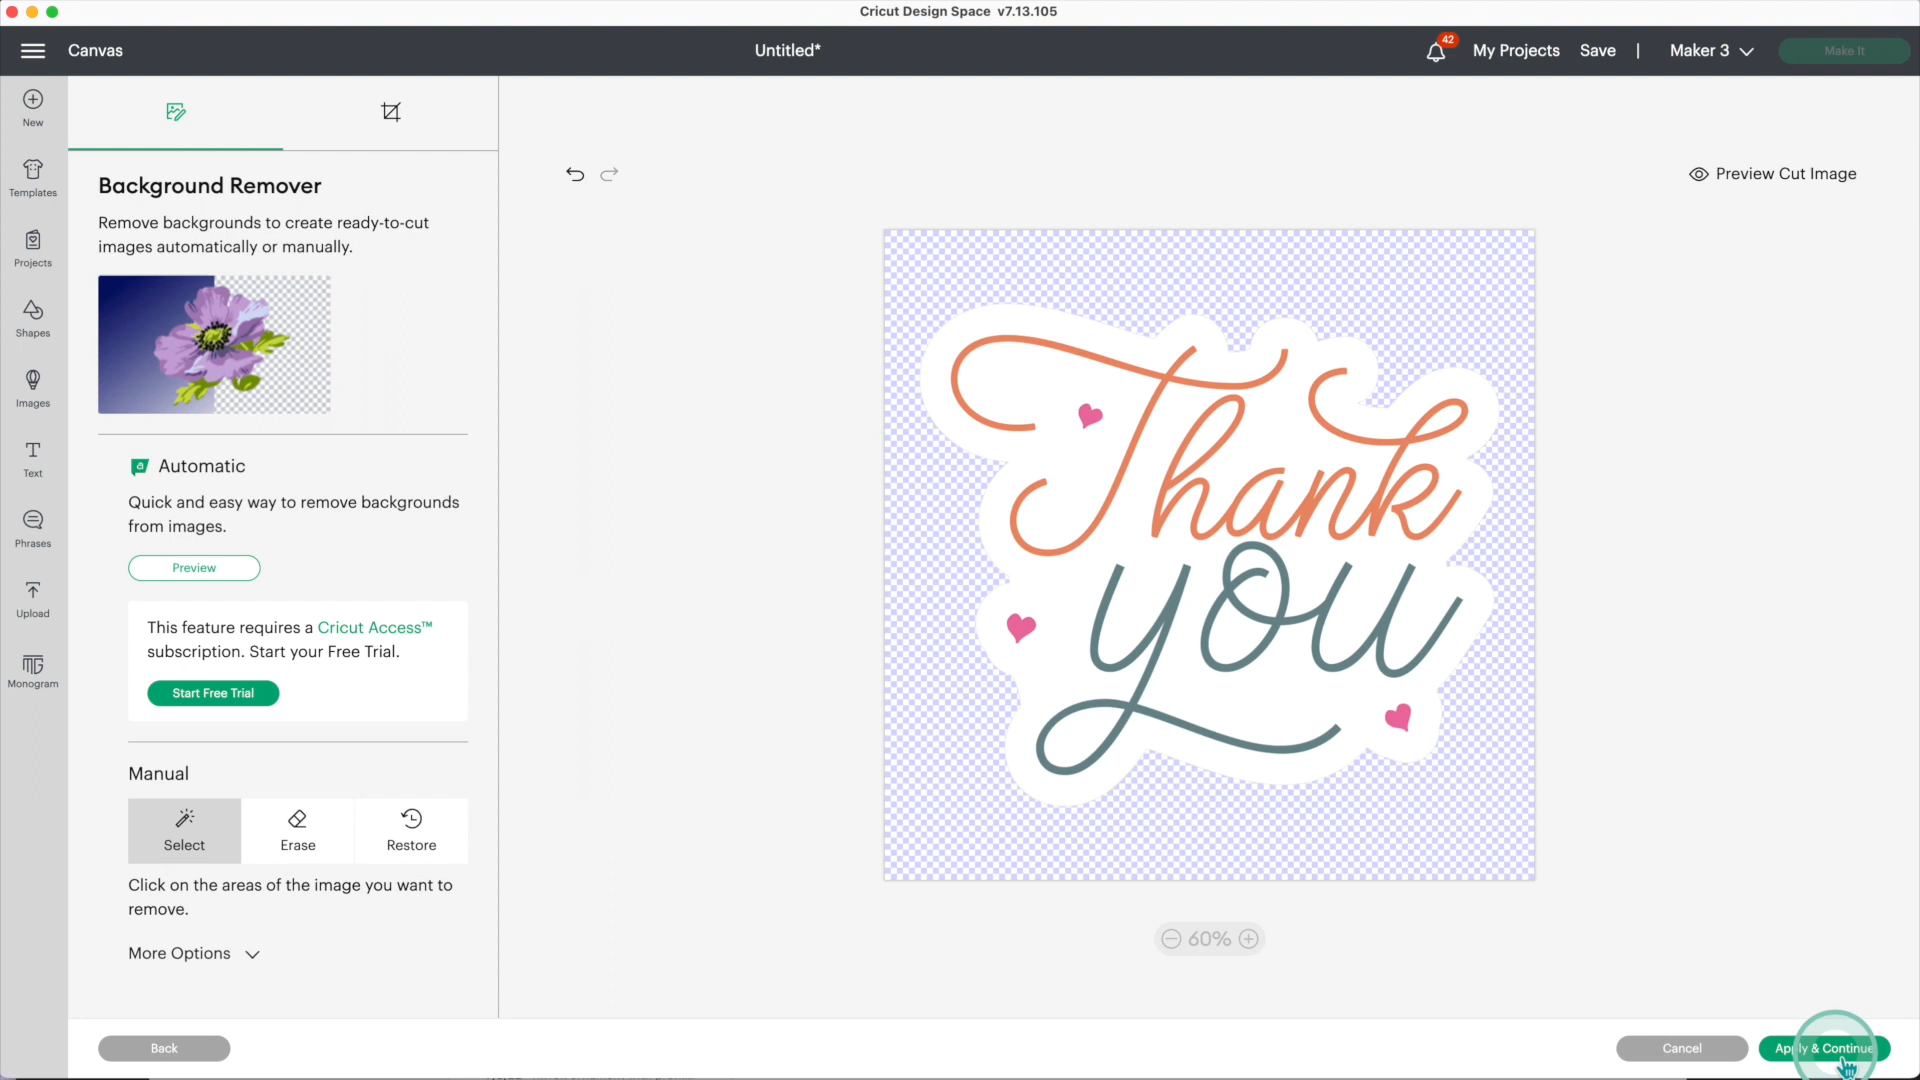 Cricut Design Space v7.13.105
Canvas
Untitled*
42
My Projects
Save
|
Maker 3
Make It
New
Templates
Projects
Shapes
Images
Text
Phrases
Upload
Monogram
Background Remover
Remove backgrounds to create ready-to-cut
images automatically or manually.
a Automatic
Quick and easy way to remove backgrounds
from images.
Preview
This feature requires a Cricut Access™
subscription. Start your Free Trial.
Start Free Trial
Manual
Select
Erase
Restore
Click on the areas of the image you want to
remove.
More Options
Preview Cut Image
Thank
you
60%
Back
Cancel
Apply & Continue